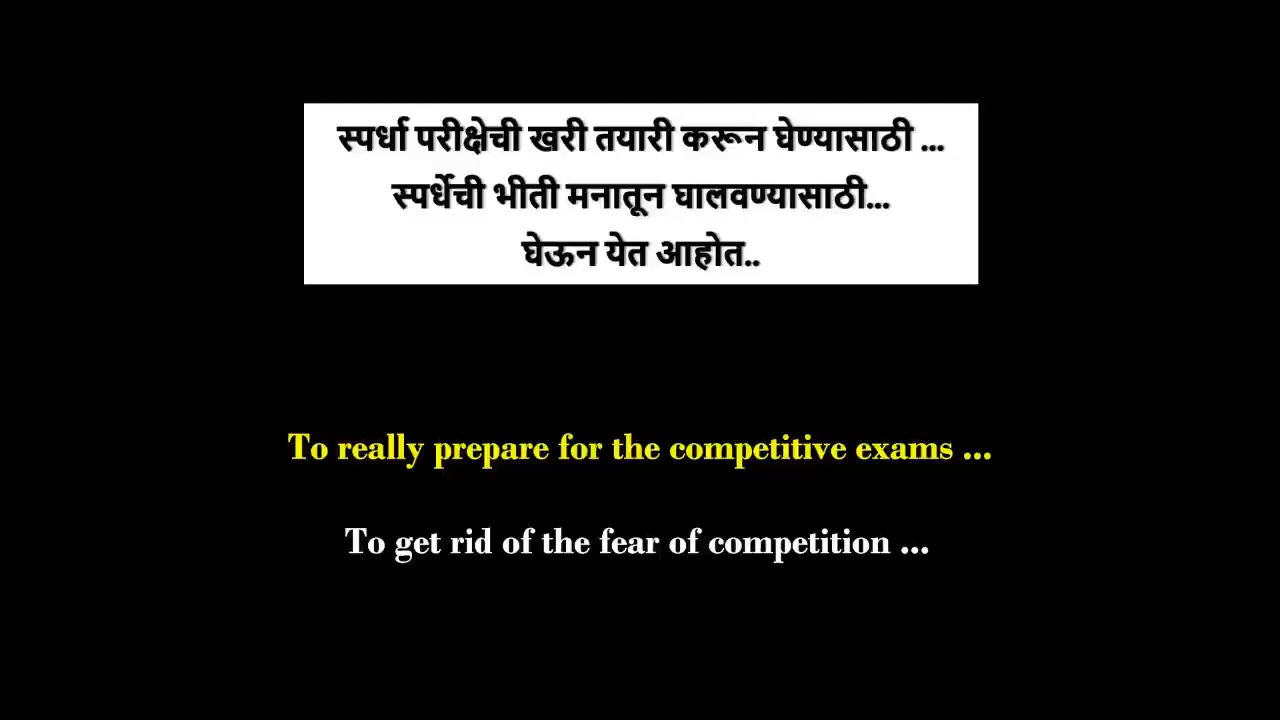 स्पर्धा परीक्षेची खरी तयारी करून घेण्यासाठी ...
स्पर्धेची भीती मनातून घालवण्यासाठी...
घेऊन येत आहोत..
To really prepare for the competitive exams ...
To get rid of the fear of competition ...